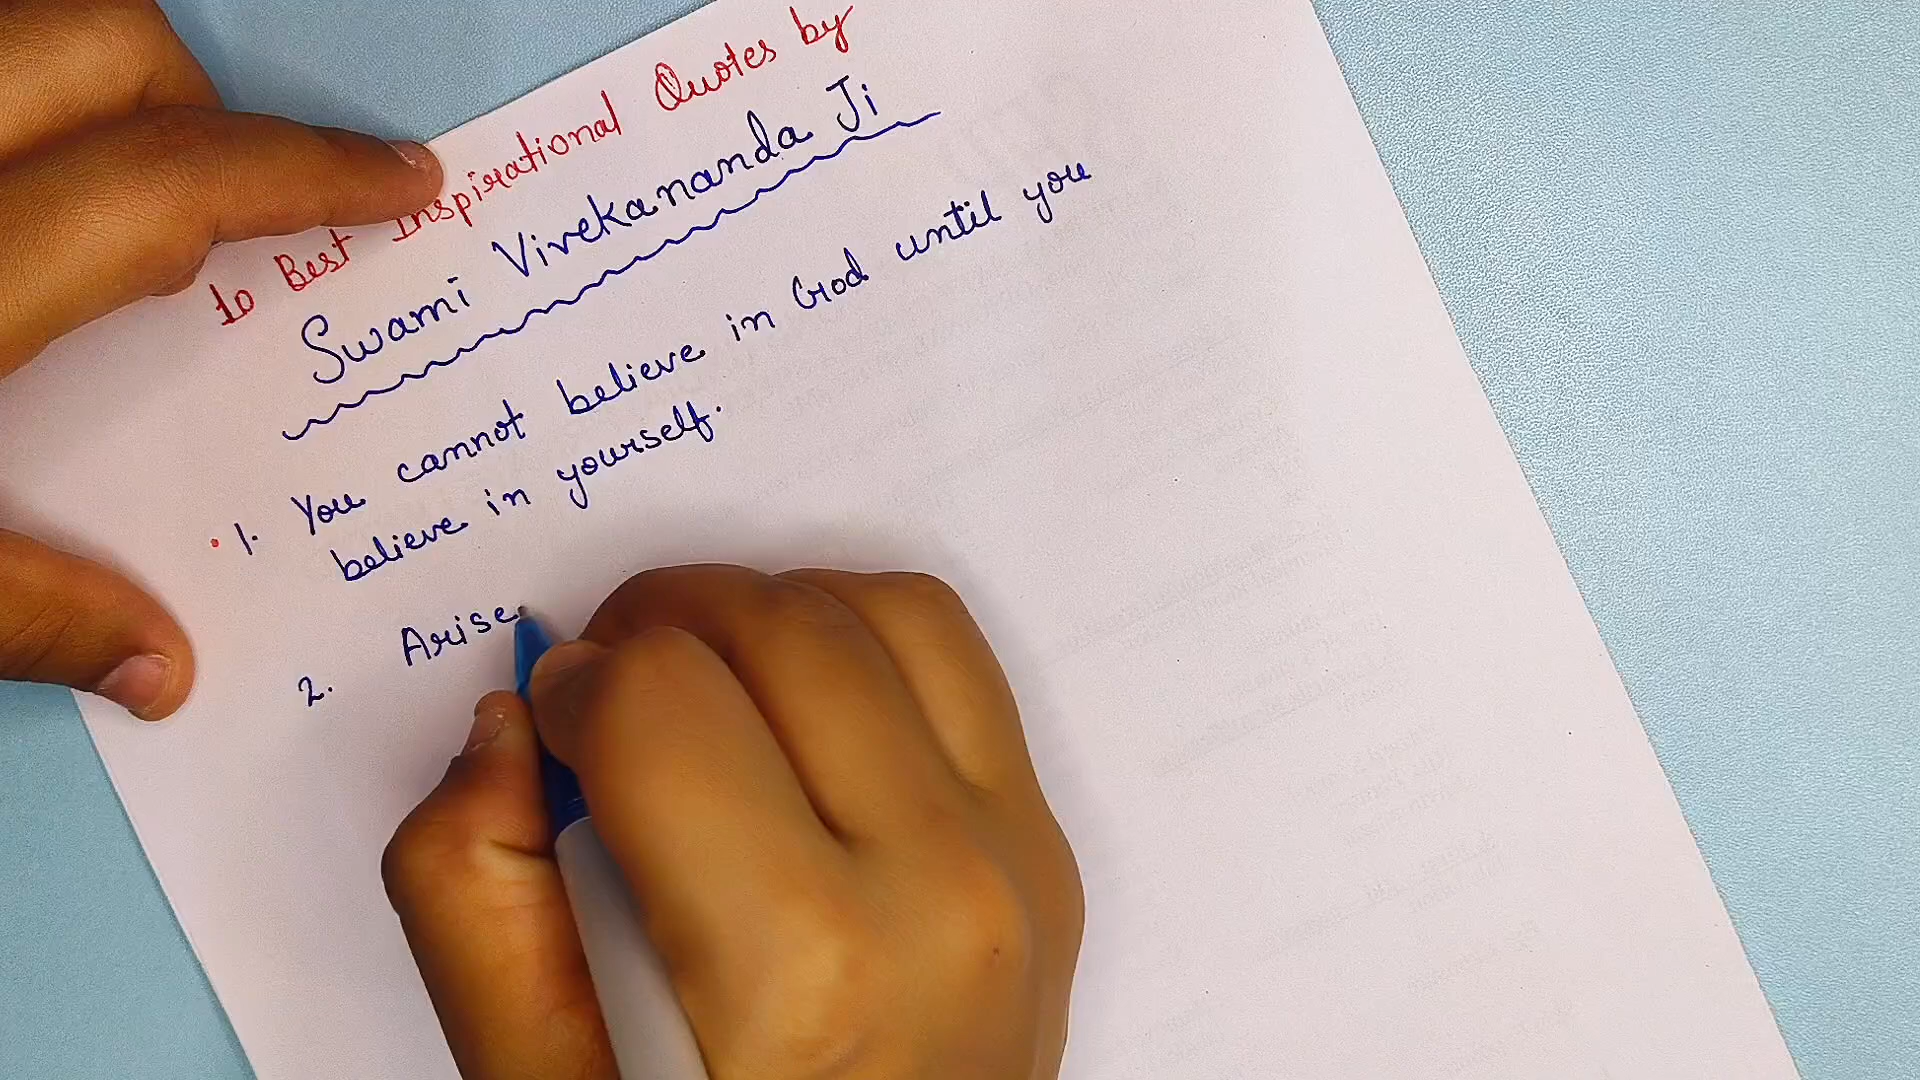 10 Best Inspirational Quotes by
Swami Vivekananda Ji
1. You cannot believe in God until you
believe in yourself.
2. Arise